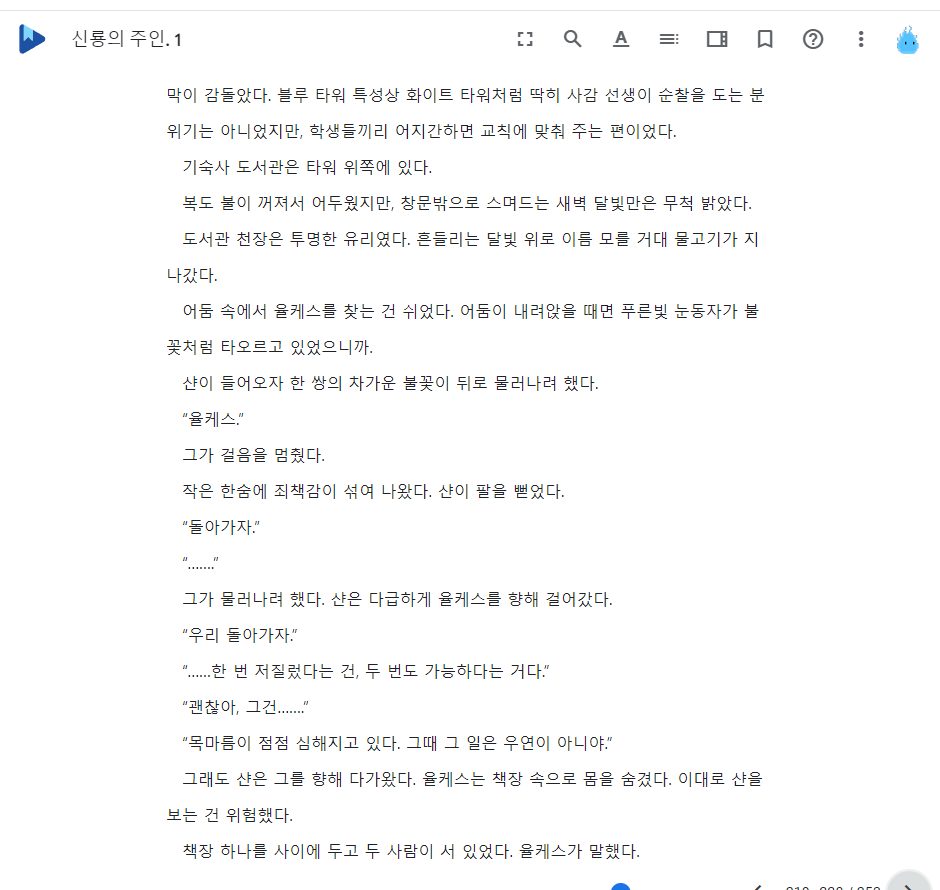 신룡의 주인. 1
막이 감돌았다. 블루 타워 특성상 화이트 타워처럼 딱히 사감 선생이 순찰을 도는 분
위기는 아니었지만, 학생들끼리 어지간하면 교칙에 맞춰 주는 편이었다.
기숙사 도서관은 타워 위쪽에 있다.
복도 불이 꺼져서 어두웠지만, 창문밖으로 스며드는 새벽 달빛만은 무척 밝았다.
도서관 천장은 투명한 유리였다. 흔들리는 달빛 위로 이름 모를 거대 물고기가 지
나갔다.
어둠 속에서 율케스를 찾는 건 쉬었다. 어둠이 내려앉을 때면 푸른빛 눈동자가 불
꽃처럼 타오르고 있었으니까.
샨이 들어오자 한 쌍의 차가운 불꽃이 뒤로 물러나려 했다.
“율케스.”
그가 걸음을 멈췄다.
작은 한숨에 죄책감이 섞여 나왔다. 샨이 팔을 뻗었다.
“돌아가자.”
“…….”
그가 물러나려 했다. 샨은 다급하게 율케스를 향해 걸어갔다.
“우리 돌아가자.”
“……한 번 저질렀다는 건, 두 번도 가능하다는 거다.”
“괜찮아, 그건…….”
“목마름이 점점 심해지고 있다. 그때 그 일은 우연이 아니야.”
그래도 샨은 그를 향해 다가왔다. 율케스는 책장 속으로 몸을 숨겼다. 이대로 샨을
보는 건 위험했다.
책장 하나를 사이에 두고 두 사람이 서 있었다. 율케스가 말했다.